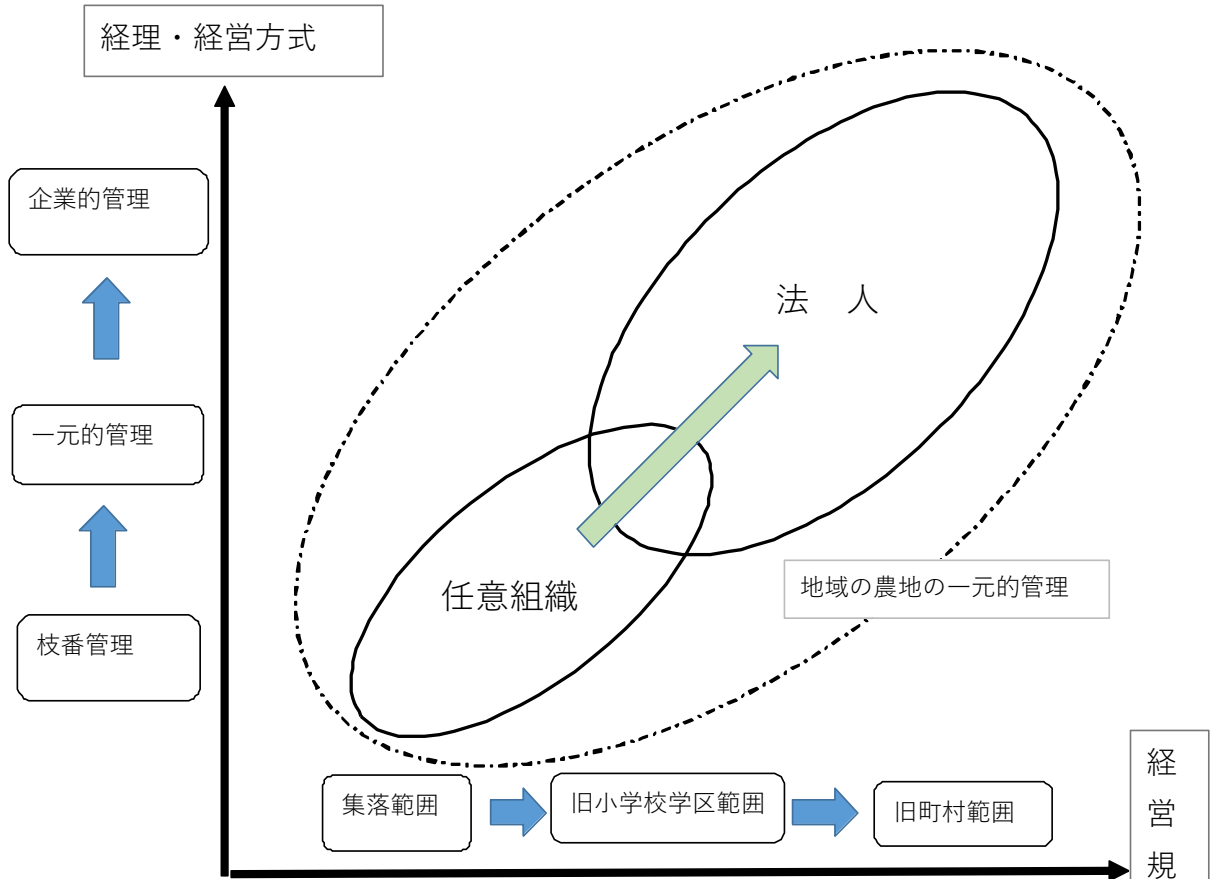 経理・経営方式
企業的管理
法　人
一元的管理
任意組織
地域の農地の一元的管理
枝番管理
集落範囲
旧小学校学区範囲
旧町村範囲
経
営
規